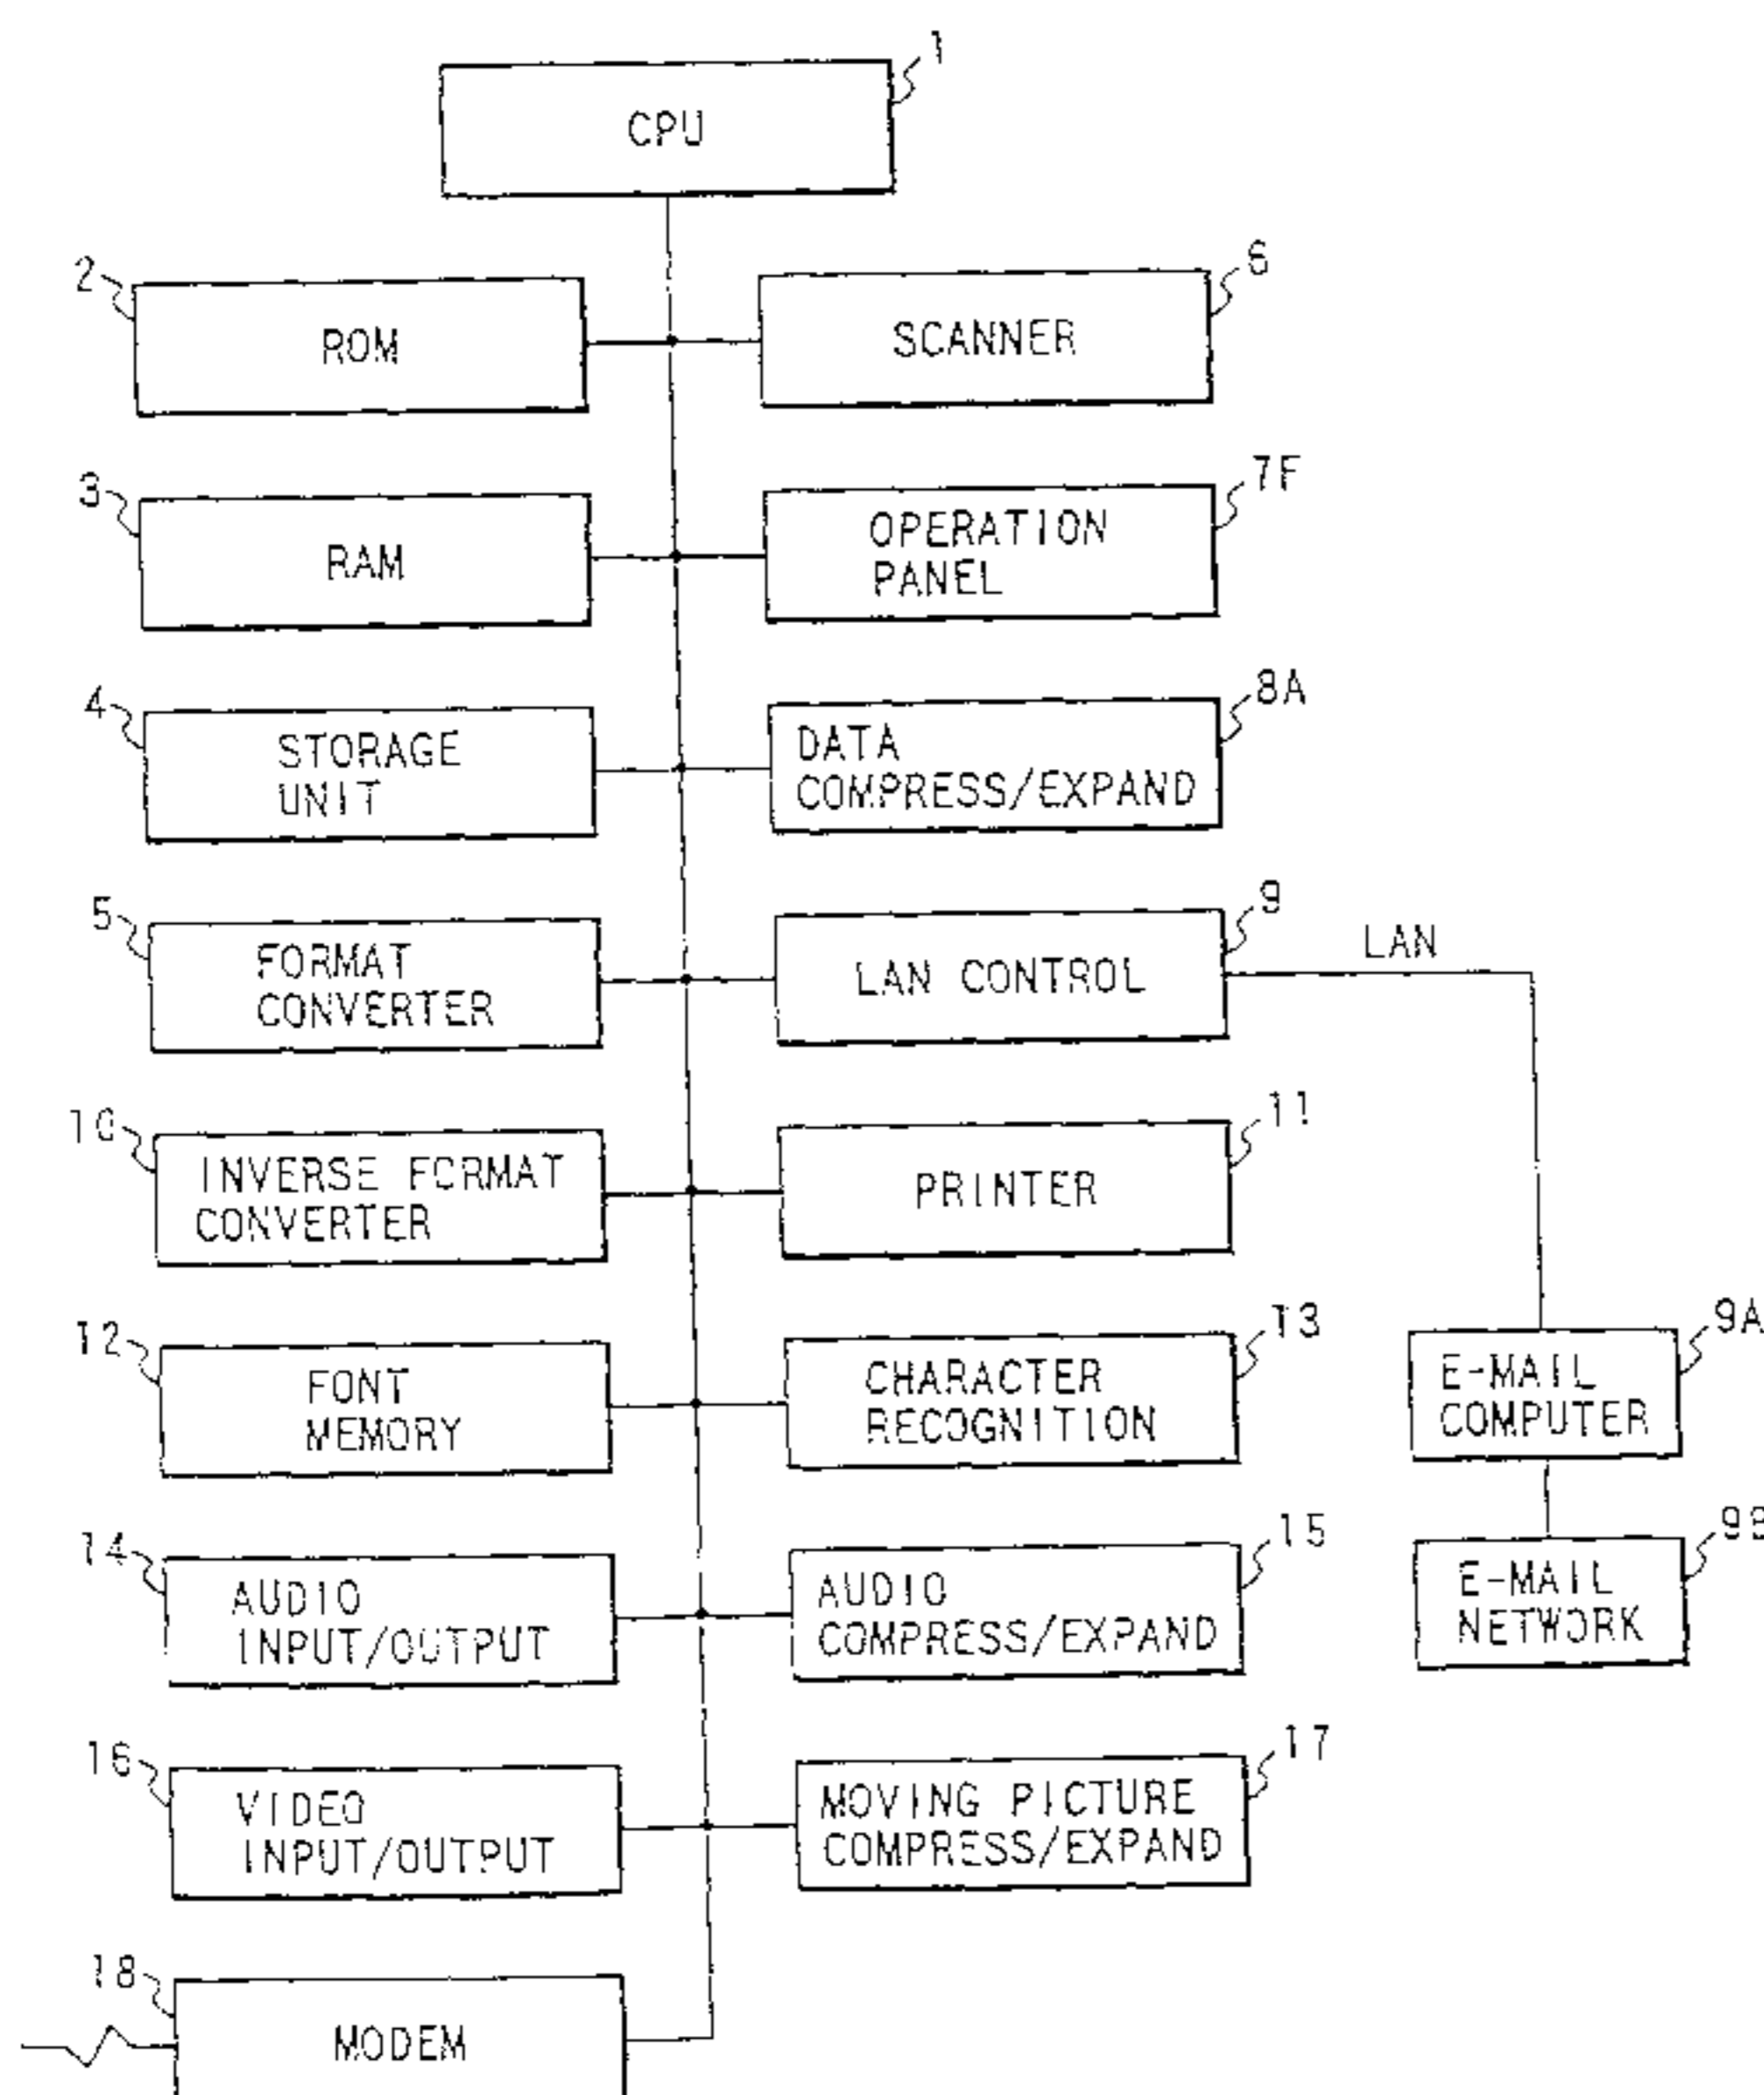 1
CPU
2
ROM
6
SCANNER
3
RAM
7F
OPERATION
PANEL
4
STORAGE
UNIT
8A
DATA
COMPRESS/EXPAND
5
FORMAT
CONVERTER
9
LAN CONTROL
LAN
10
INVERSE FORMAT
CONVERTER
11
PRINTER
12
FONT
MEMORY
13
CHARACTER
RECOGNITION
9A
E-MAIL
COMPUTER
14
AUDIO
INPUT/OUTPUT
15
AUDIO
COMPRESS/EXPAND
9B
E-MAIL
NETWORK
16
VIDEO
INPUT/OUTPUT
17
MOVING PICTURE
COMPRESS/EXPAND
18
MODEM